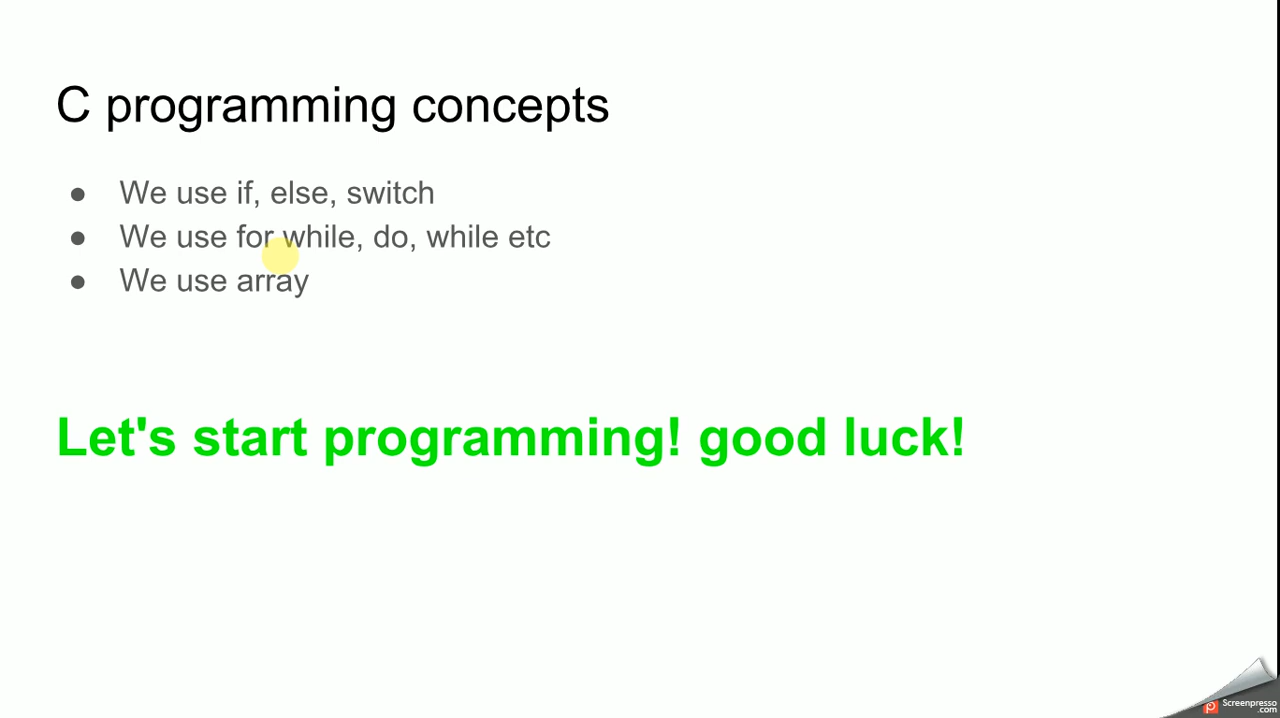 C programming concepts
● We use if, else, switch
● We use for while, do, while etc
● We use array
Let's start programming! good luck!
Screenpresso
.com